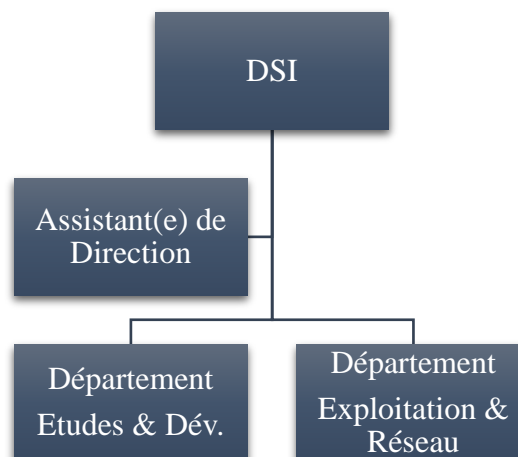 DSI
Assistant(e) de
Direction
Département
Etudes & Dév.
Département
Exploitation &
Réseau